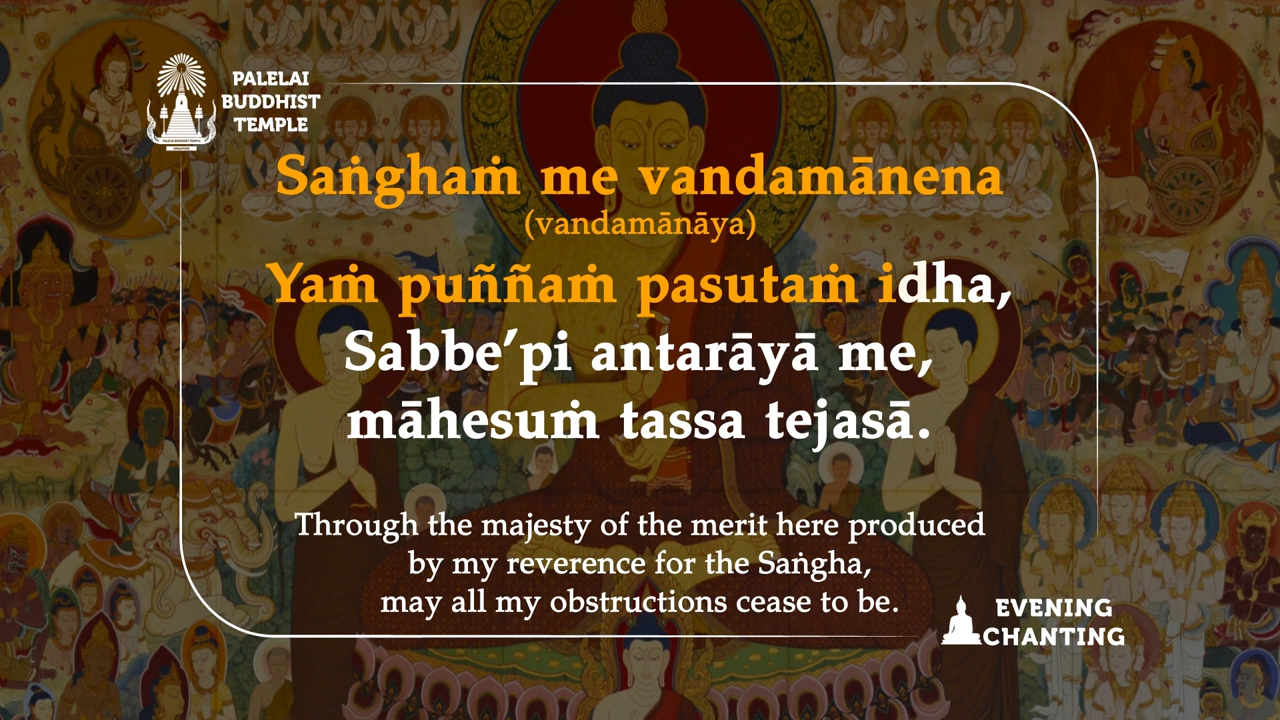 PALELAI
BUDDHIST
TEMPLE
Saṅghaṁ me vandamānena
(vandamānāya)
Yaṁ puññaṁ pasutaṁ idha,
Sabbe’pi antarāyā me,
māhesuṁ tassa tejasā.
Through the majesty of the merit here produced
by my reverence for the Saṅgha,
may all my obstructions cease to be.
EVENING
CHANTING